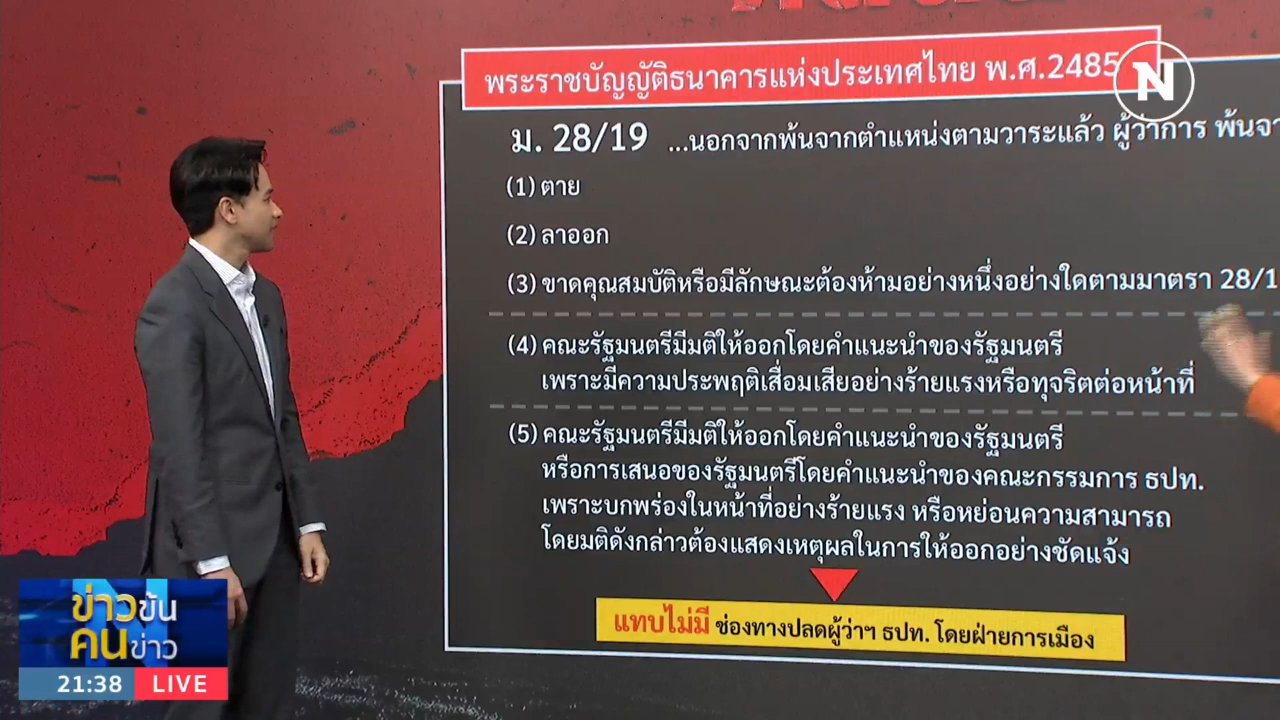 พระราชบัญญัติธนาคารแห่งประเทศไทย พ.ศ.2485
N
ม. 28/19 ...นอกจากพ้นจากตำแหน่งตามวาระแล้ว ผู้ว่าการ พ้นจา
(1) ตาย
(2) ลาออก
(3) ขาดคุณสมบัติหรือมีลักษณะต้องห้ามอย่างหนึ่งอย่างใดตามมาตรา 28/1
(4) คณะรัฐมนตรีมีมติให้ออกโดยคำแนะนำของรัฐมนตรี
เพราะมีความประพฤติเสื่อมเสียอย่างร้ายแรงหรือทุจริตต่อหน้าที่
(5) คณะรัฐมนตรีมีมติให้ออกโดยคำแนะนำของรัฐมนตรี
หรือการเสนอของรัฐมนตรีโดยคำแนะนำของคณะกรรมการ ธปท.
เพราะบกพร่องในหน้าที่อย่างร้ายแรง หรือหย่อนความสามารถ
โดยมติดังกล่าวต้องแสดงเหตุผลในการให้ออกอย่างชัดแจ้ง
แทบไม่มี ช่องทางปลดผู้ว่าฯ ธปท. โดยฝ่ายการเมือง
ข่าวข้น
คนข่าว
21:38 LIVE